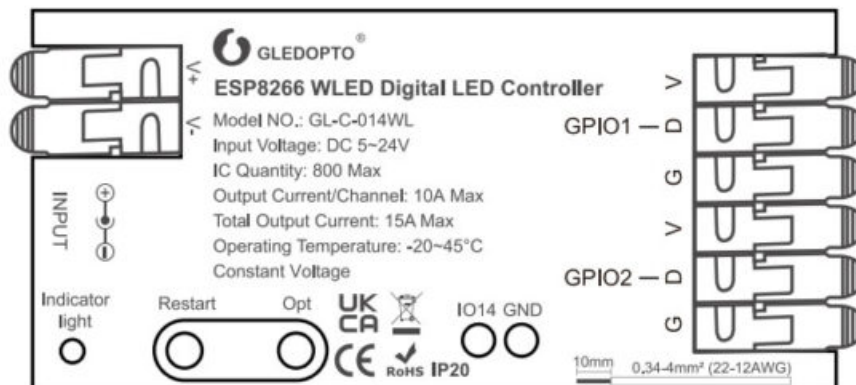 GLEDOPTO®
ESP8266 WLED Digital LED Controller
Model NO.: GL-C-014WL
Input Voltage: DC 5~24V
IC Quantity: 800 Max
Output Current/Channel: 10A Max
Total Output Current: 15A Max
Operating Temperature: -20~45°C
Constant Voltage
V+
V-
INPUT
Indicator
light
Restart
Opt
UK
CA
CE
RoHS
IP20
IO14 GND
V
GPIO1 — D
G
V
GPIO2 — D
G
10mm
0.34-4mm² (22-12AWG)